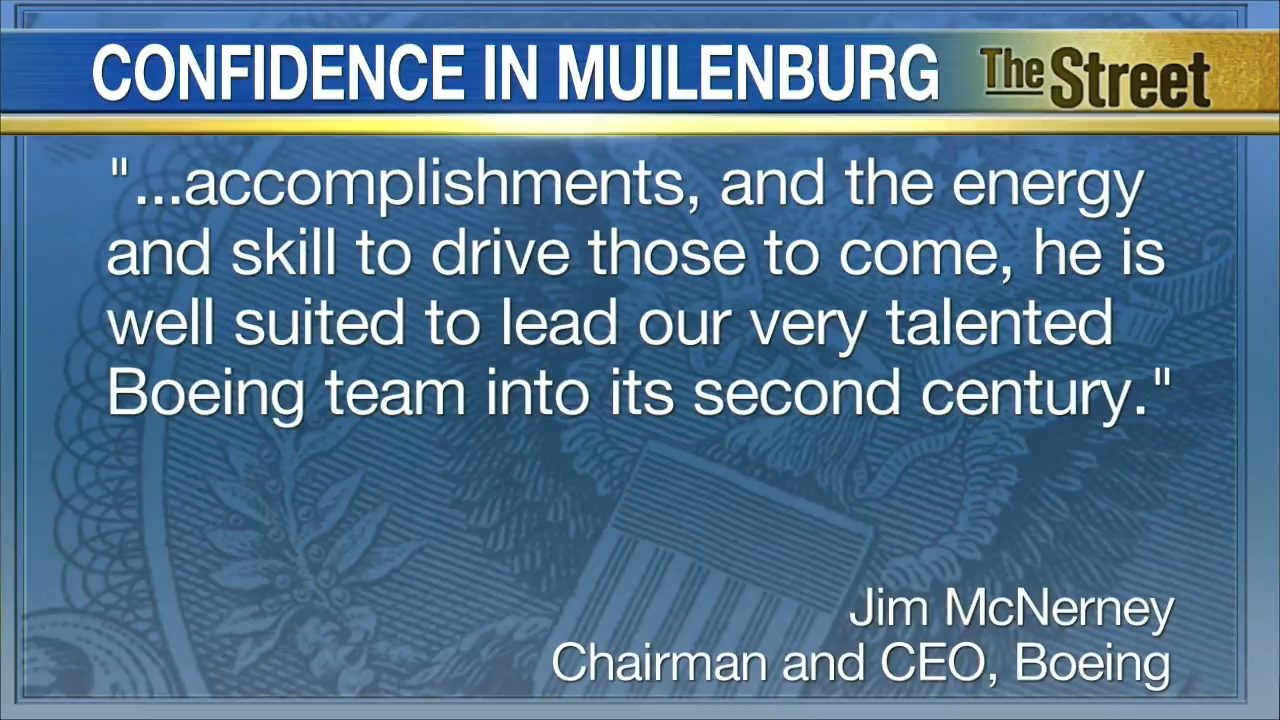 CONFIDENCE IN MUILENBURG
TheStreet
"...accomplishments, and the energy
and skill to drive those to come, he is
well suited to lead our very talented
Boeing team into its second century."
Jim McNerney
Chairman and CEO, Boeing